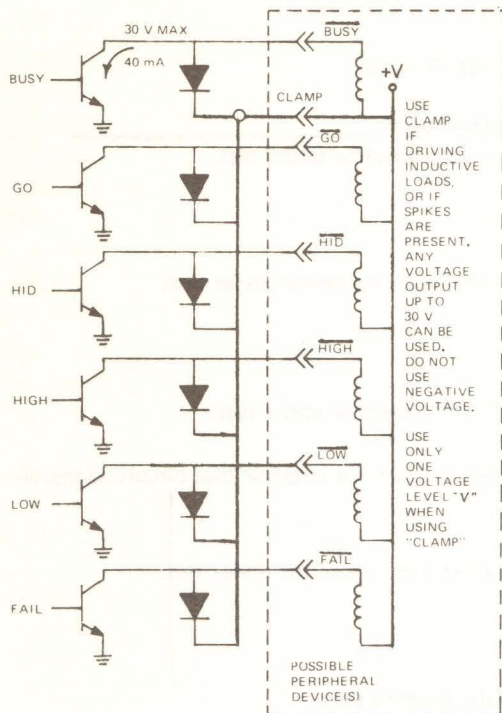 30 V MAX
40 mA
BUSY
BUSY
CLAMP
+V
GO
GO
HID
HID
HIGH
HIGH
LOW
LOW
FAIL
FAIL
USE
CLAMP
IF
DRIVING
INDUCTIVE
LOADS,
OR IF
SPIKES
ARE
PRESENT.
ANY
VOLTAGE
OUTPUT
UP TO
30 V
CAN BE
USED.
DO NOT
USE
NEGATIVE
VOLTAGE.
USE
ONLY
ONE
VOLTAGE
LEVEL "V"
WHEN
USING
"CLAMP"
POSSIBLE
PERIPHERAL
DEVICE(S)